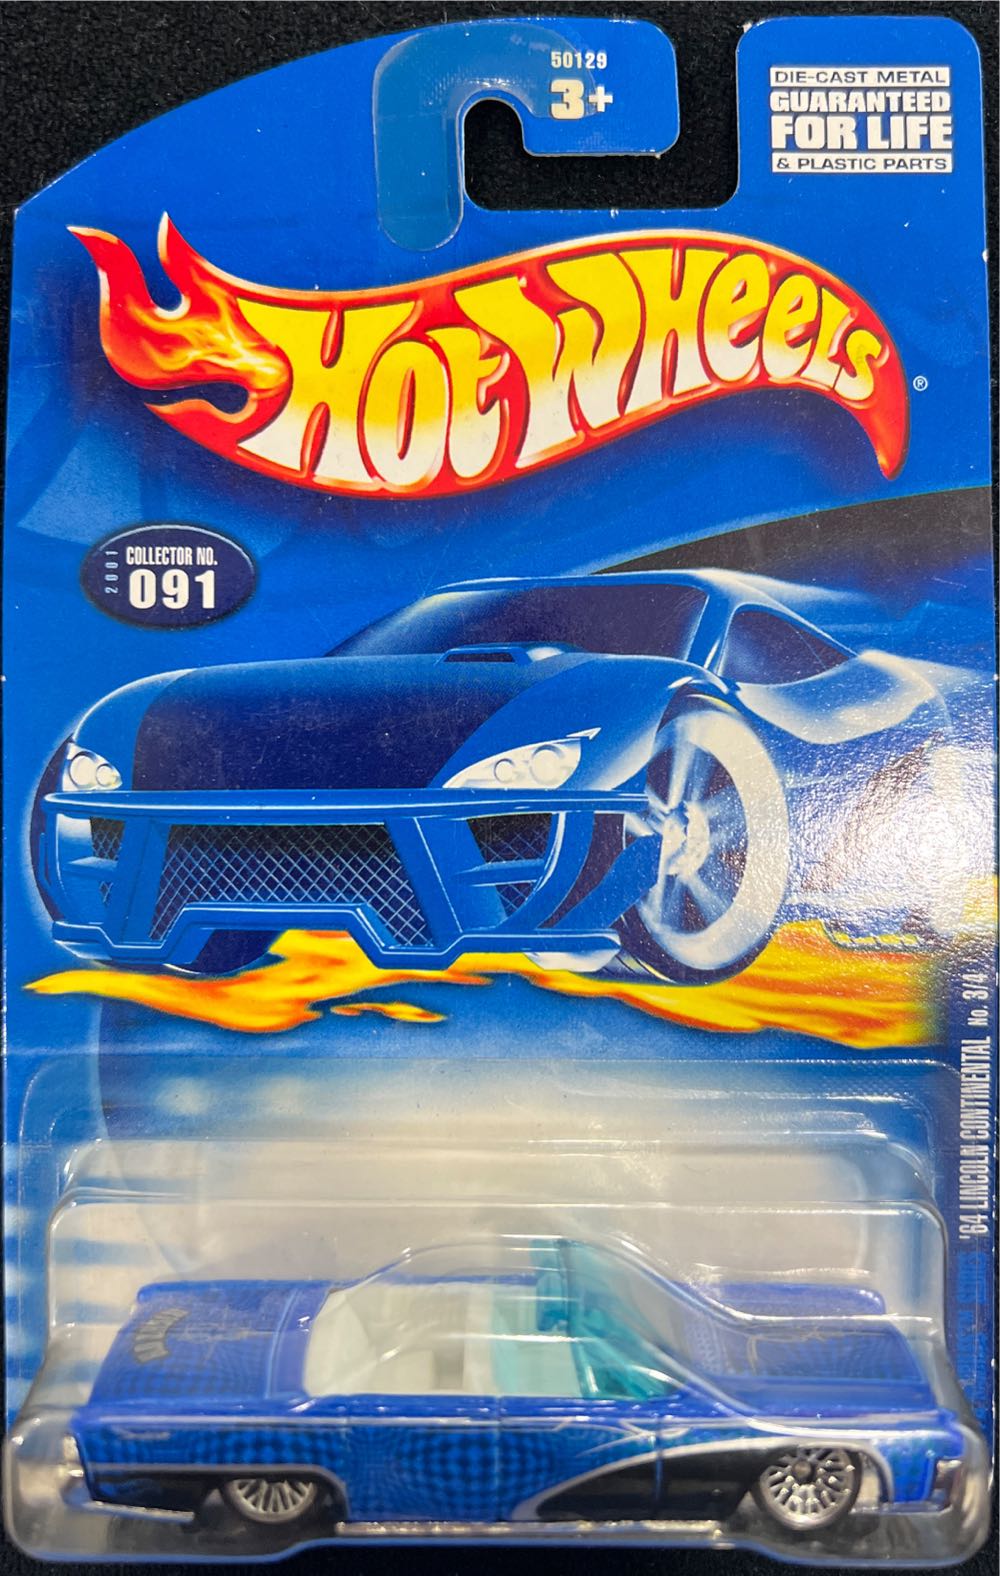 50129
3+
DIE-CAST METAL
GUARANTEED
FOR LIFE
& PLASTIC PARTS
HOT WHEELS®
2001
COLLECTOR NO.
091
'64 LINCOLN CONTINENTAL No. 3/4